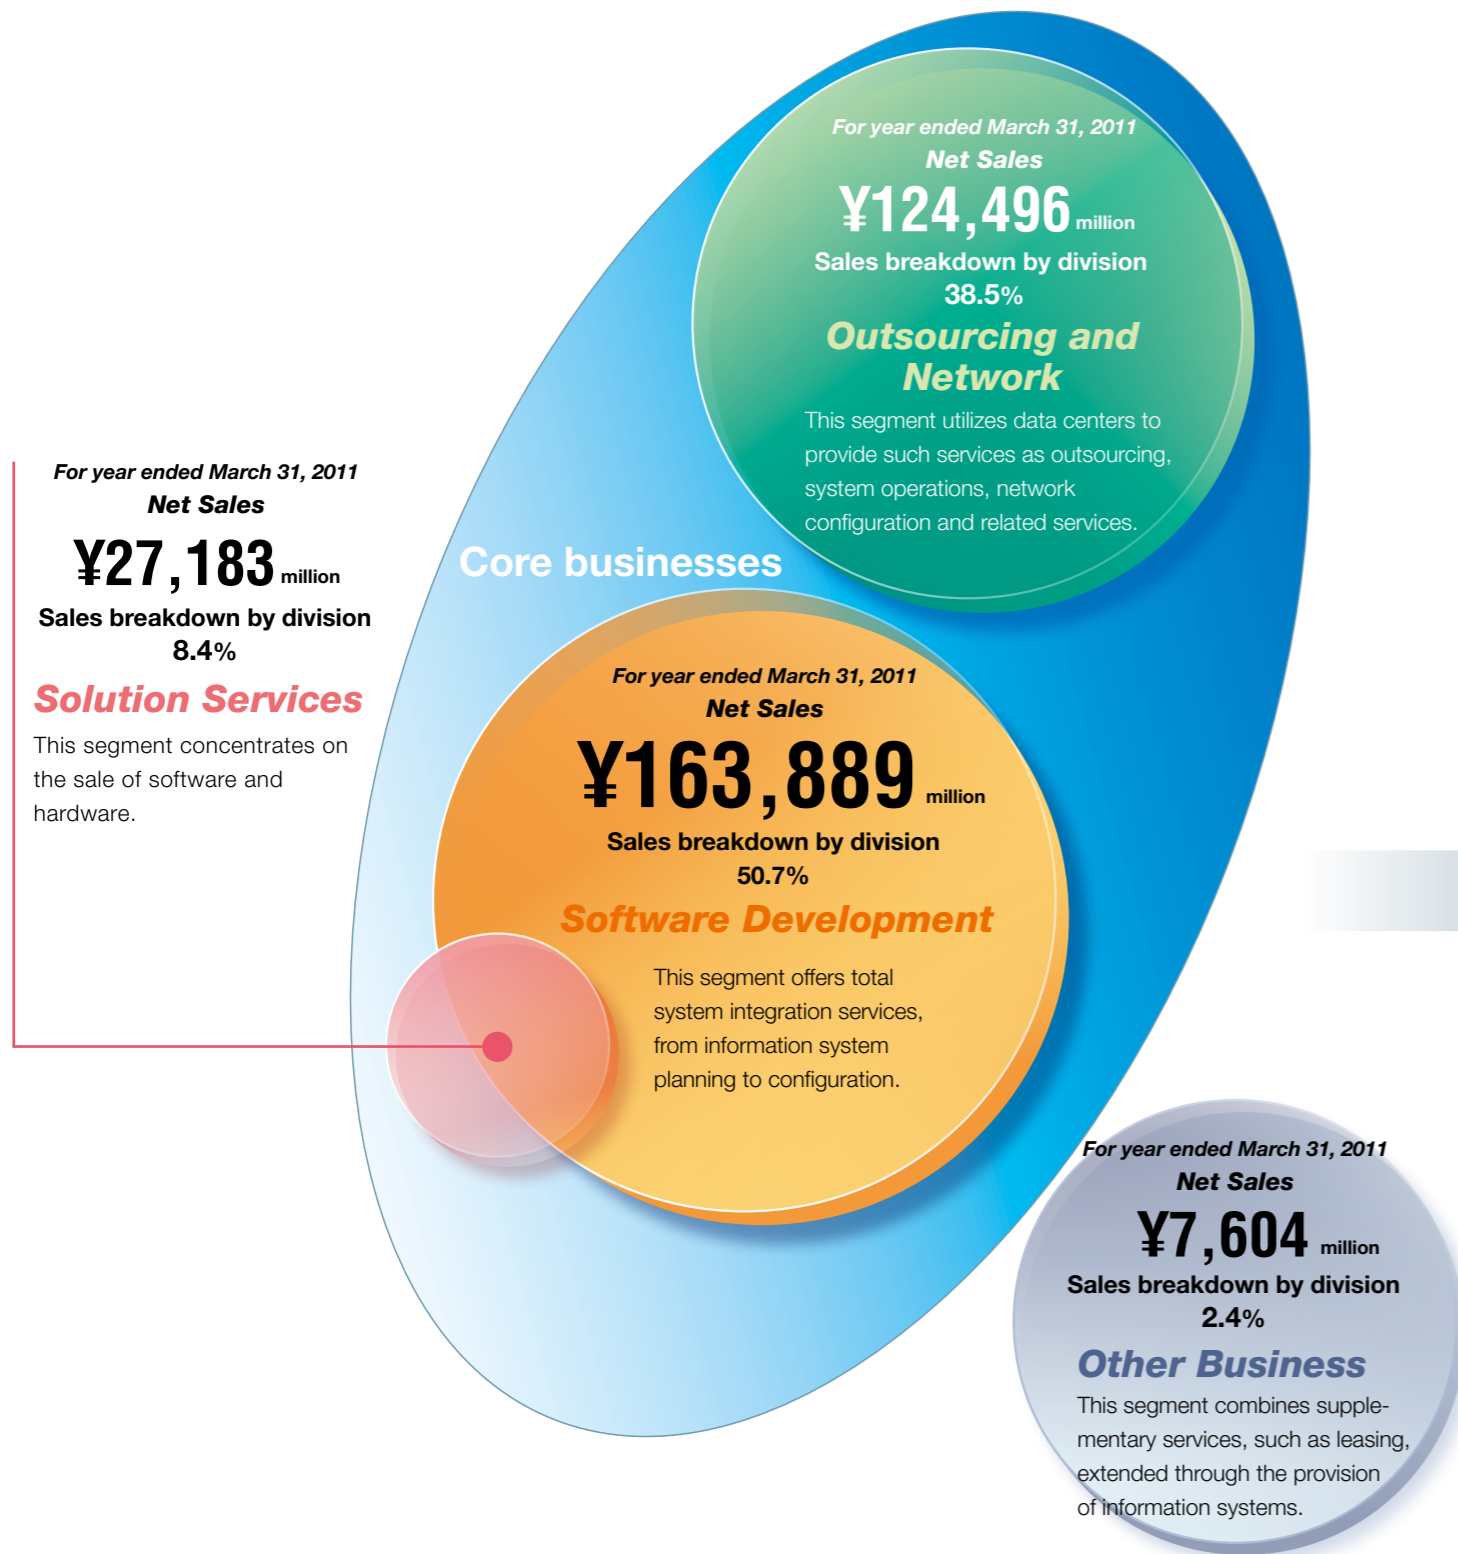 For year ended March 31, 2011
Net Sales
¥124,496 million
Sales breakdown by division
38.5%
Outsourcing and
Network
This segment utilizes data centers to
provide such services as outsourcing,
system operations, network
configuration and related services.
For year ended March 31, 2011
Net Sales
¥27,183 million
Sales breakdown by division
8.4%
Solution Services
This segment concentrates on
the sale of software and
hardware.
Core businesses
For year ended March 31, 2011
Net Sales
¥163,889 million
Sales breakdown by division
50.7%
Software Development
This segment offers total
system integration services,
from information system
planning to configuration.
For year ended March 31, 2011
Net Sales
¥7,604 million
Sales breakdown by division
2.4%
Other Business
This segment combines supple-
mentary services, such as leasing,
extended through the provision
of information systems.